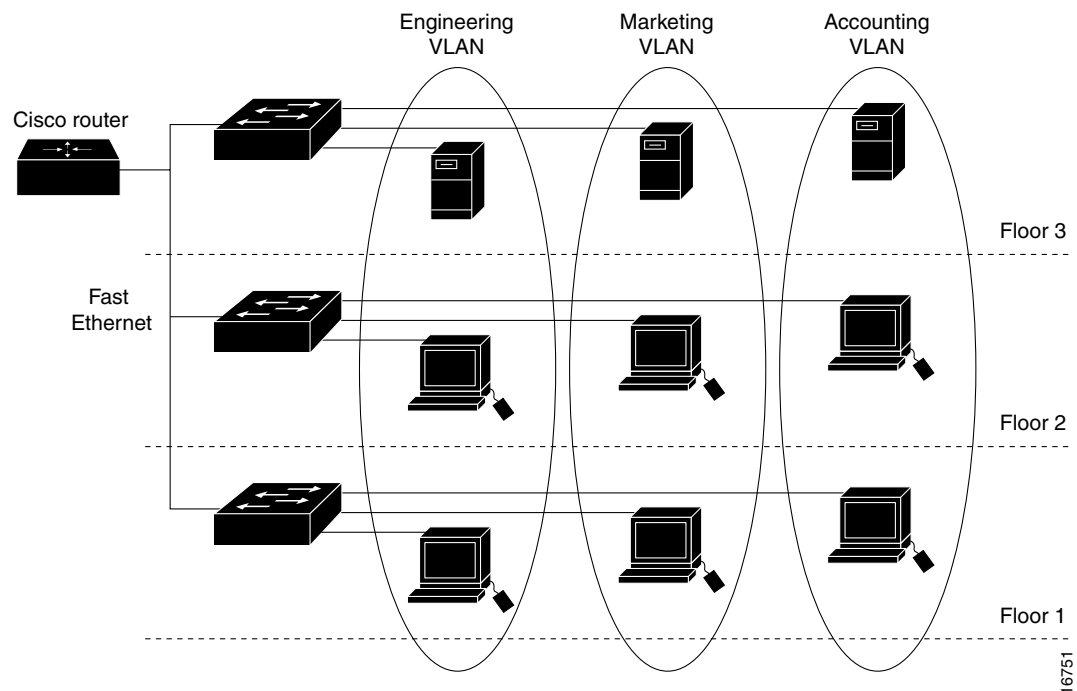 Engineering
VLAN
Marketing
VLAN
Accounting
VLAN
Cisco router
Floor 3
Fast
Ethernet
Floor 2
Floor 1
16751